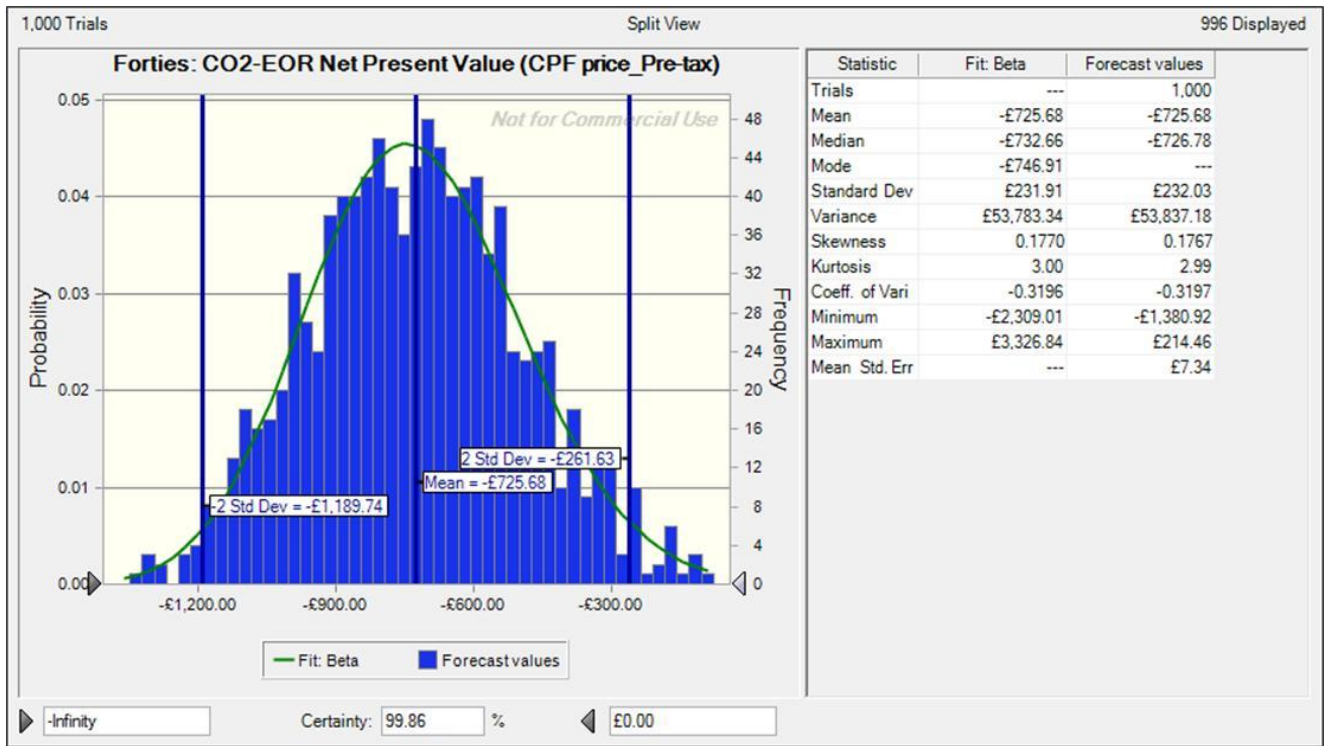 1,000 Trials Split View 996 Displayed
Forties: CO2-EOR Net Present Value (CPF price_Pre-tax)
Not for Commercial Use
Probability
0.05
0.04
0.03
0.02
0.01
0.00
Frequency
48
44
40
36
32
28
24
20
16
12
8
4
0
2 Std Dev = -£261.63
Mean = -£725.68
-2 Std Dev = -£1,189.74
-£1,200.00 -£900.00 -£600.00 -£300.00
Fit: Beta Forecast values
Statistic Fit: Beta Forecast values
Trials --- 1,000
Mean -£725.68 -£725.68
Median -£732.66 -£726.78
Mode -£746.91 ---
Standard Dev £231.91 £232.03
Variance £53,783.34 £53,837.18
Skewness 0.1770 0.1767
Kurtosis 3.00 2.99
Coeff. of Vari -0.3196 -0.3197
Minimum -£2,309.01 -£1,380.92
Maximum £3,326.84 £214.46
Mean Std. Err --- £7.34
-Infinity Certainty: 99.86 % £0.00